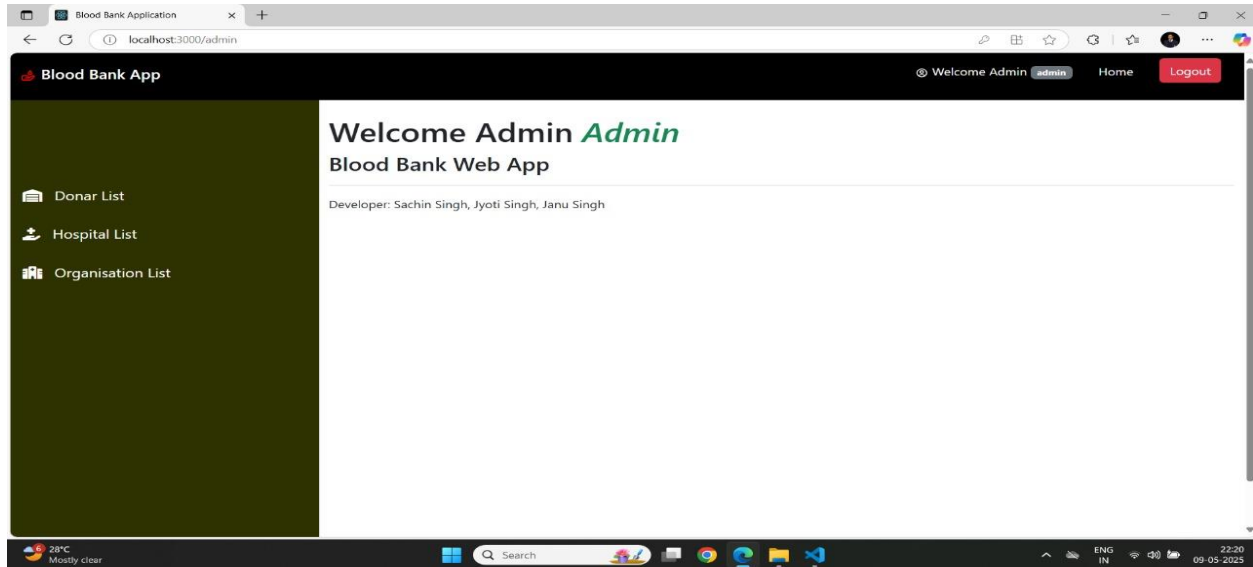 Blood Bank Application
localhost:3000/admin
Blood Bank App
Welcome Admin admin Home Logout
Welcome Admin Admin
Blood Bank Web App
Donar List
Developer: Sachin Singh, Jyoti Singh, Janu Singh
Hospital List
Organisation List
6
28°C
Mostly clear
Search
ENG
IN
22:20
09-05-2025